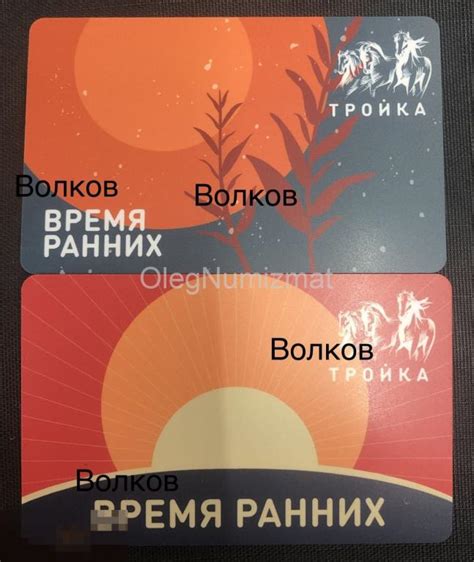 ТРОЙКА
Волков
Волков
ВРЕМЯ
РАННИХ
OlegNumizmat
Волков
ТРОЙКА
Волков
ВРЕМЯ РАННИХ